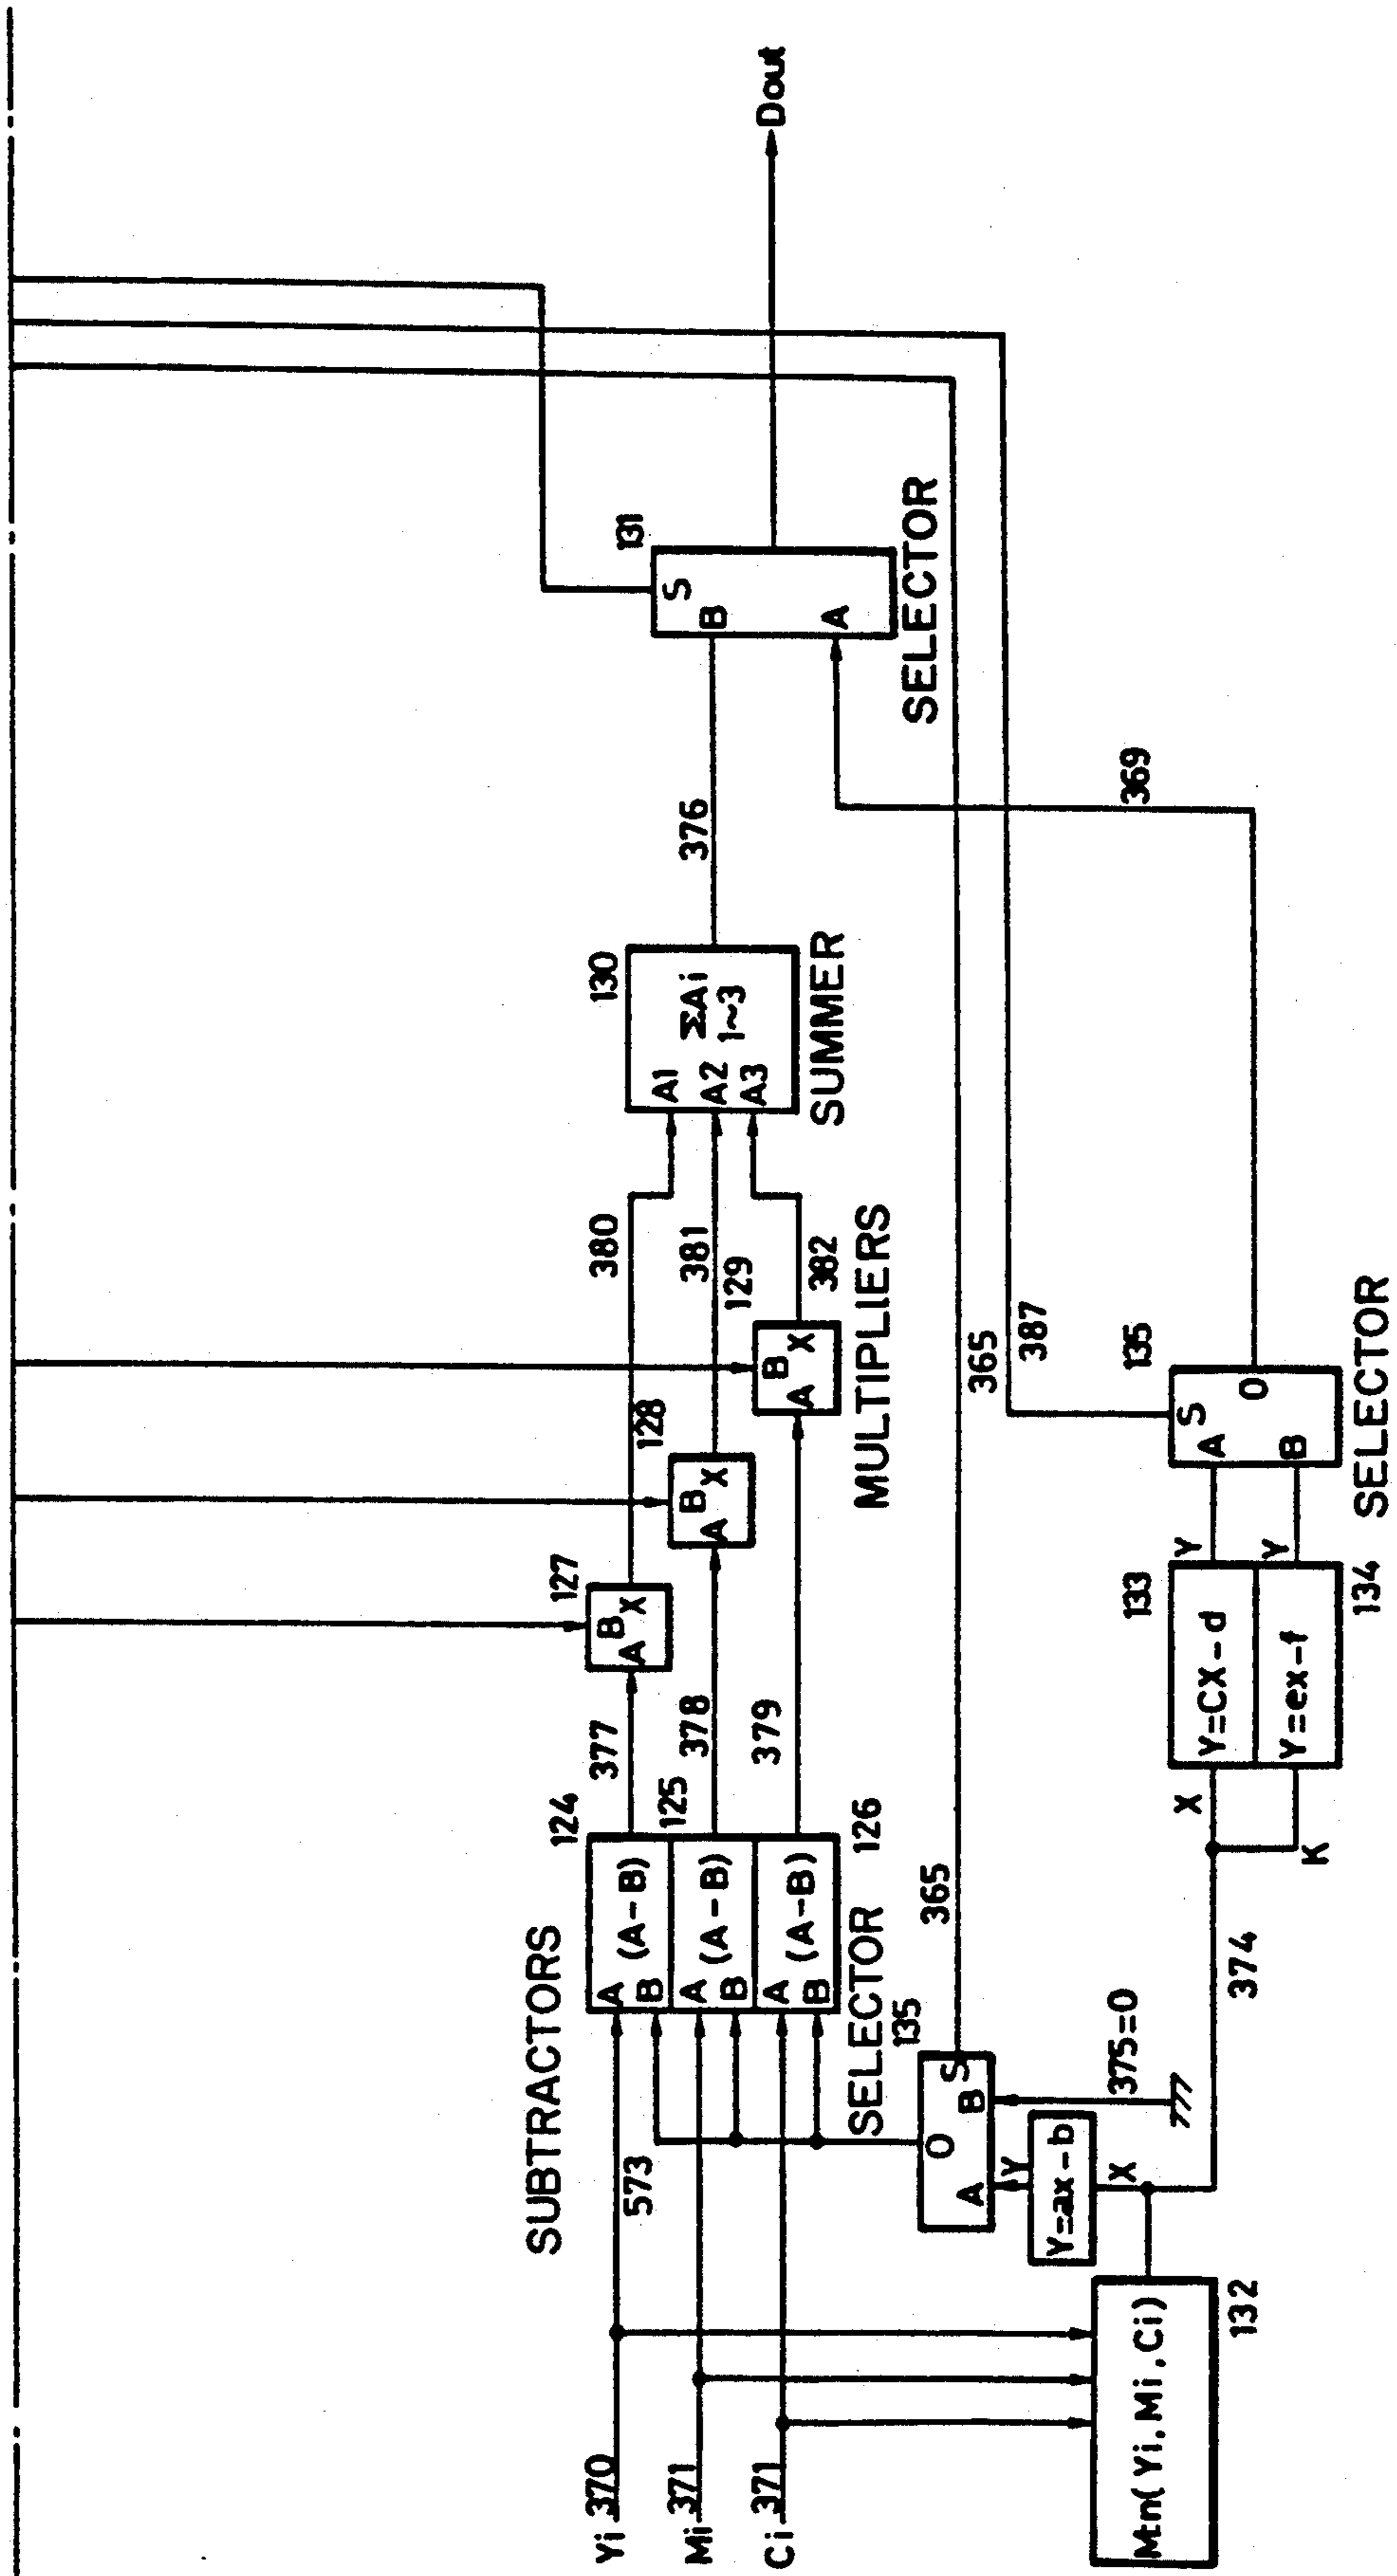 Yi 370
Mi 371
Ci 371
Min(Yi, Mi, Ci)
132
573
SUBTRACTORS
A
B
(A-B)
124
A
B
(A-B)
125
A
B
(A-B)
126
SELECTOR
135
O
A
B
S
Y
Y=ax-b
X
375=0
374
365
377
378
379
127
A
B
X
128
A
B
X
129
A
B
X
MULTIPLIERS
380
381
382
A1
A2
A3
ΣAi
1~3
130
SUMMER
376
131
S
B
A
SELECTOR
Dout
X
K
133
Y=CX-d
Y=ex-f
134
Y
Y
135
S
A
B
O
SELECTOR
365
387
369